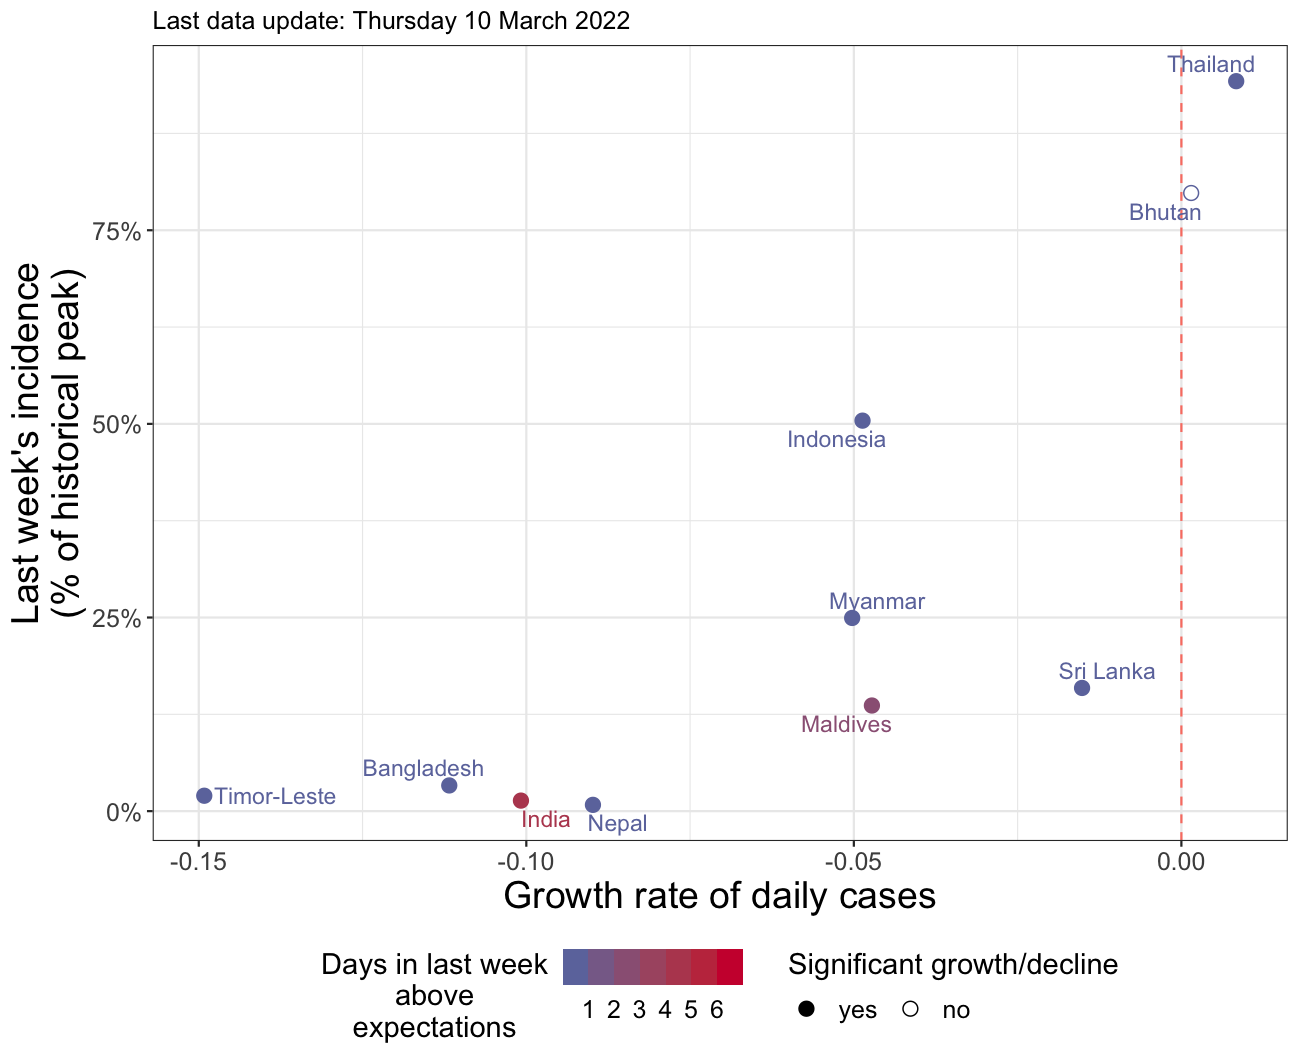 Last data update: Thursday 10 March 2022
Thailand
Bhutan
75%
Last week's incidence
(% of historical peak)
50%
Indonesia
Myanmar
25%
Sri Lanka
Maldives
Bangladesh
Timor-Leste
0%
India
Nepal
-0.15 -0.10 -0.05 0.00
Growth rate of daily cases
Days in last week
above
expectations
1 2 3 4 5 6
Significant growth/decline
yes no